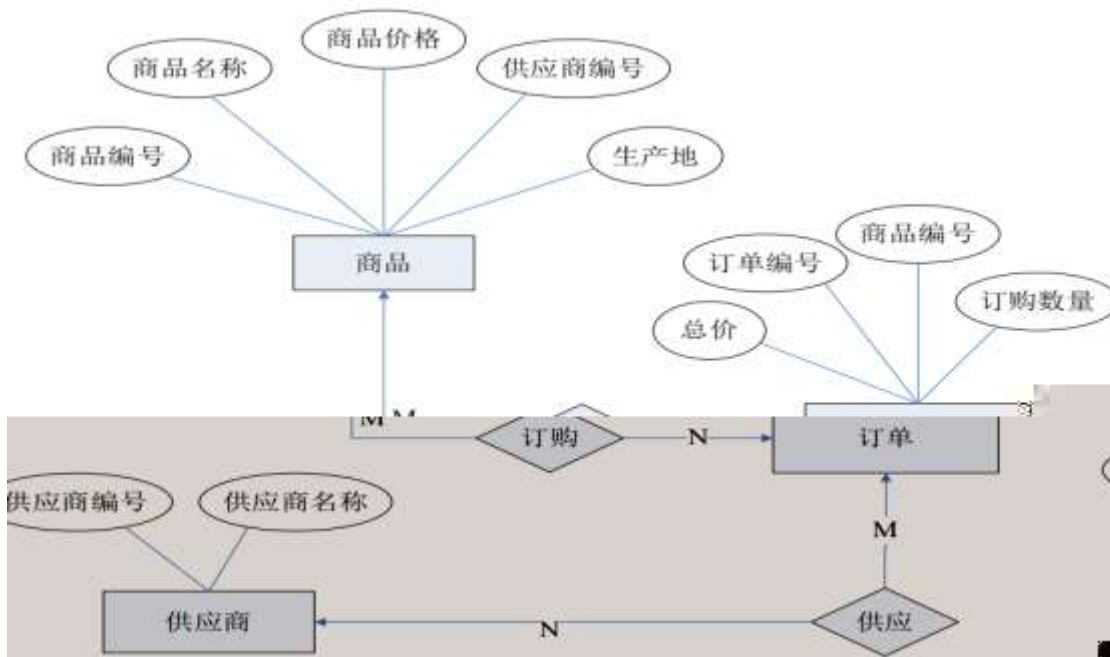 商品价格
商品名称
供应商编号
商品编号
生产地
商品
商品编号
订单编号
订购数量
总价
M
订购
N
订单
供应商编号
供应商名称
M
供应商
N
供应